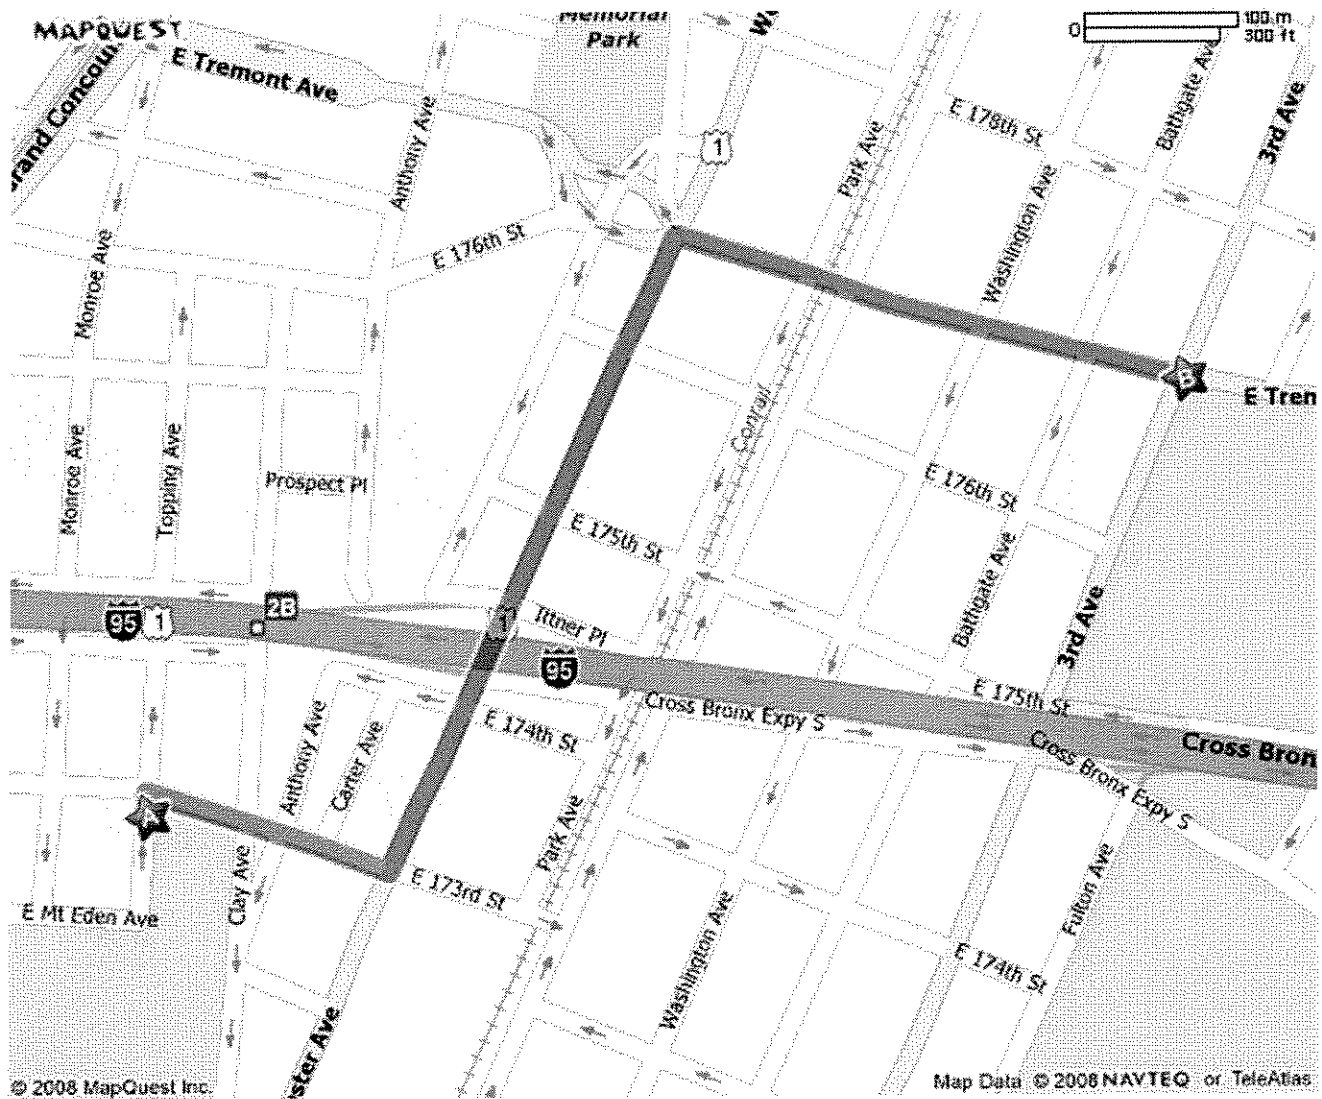 MAPQUEST
Memorial
Park
0
100 m
300 ft
E Tremont Ave
Anthony Ave
1
Park Ave
E 178th St
Bathgate Ave
3rd Ave
Washington Ave
Monroe Ave
E 176th St
B
E Tren
Conrail
Monroe Ave
Topping Ave
Prospect Pl
E 175th St
E 176th St
Bathgate Ave
3rd Ave
2B
95
1
1
Ittner Pl
95
E 175th St
Cross Bronx Expy S
Cross Bron
Cross Bronx Expy S
E 174th St
Anthony Ave
Carter Ave
A
Park Ave
E 173rd St
Clay Ave
E Mt Eden Ave
Fulton Ave
Washington Ave
E 174th St
ster Ave
© 2008 MapQuest Inc.
Map Data © 2008 NAVTEQ or TeleAtlas